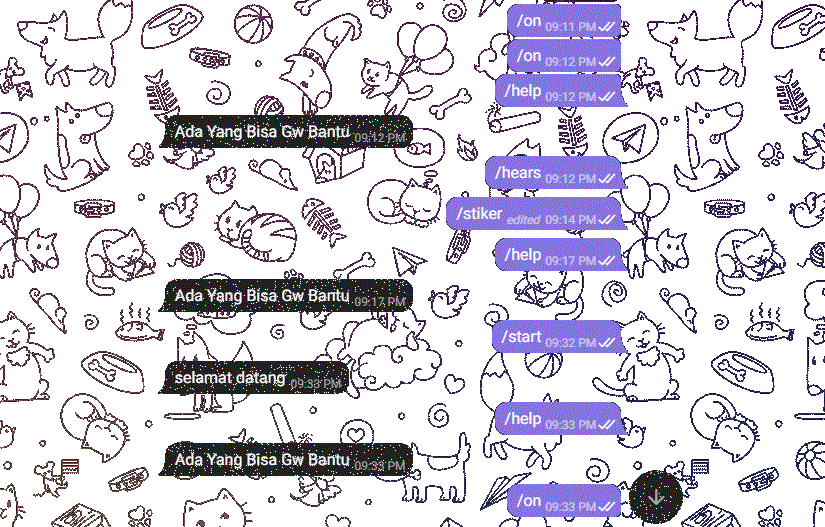 /on 09:11 PM
/on 09:12 PM
/help 09:12 PM
Ada Yang Bisa Gw Bantu 09:12 PM
/hears 09:12 PM
/stiker edited 09:14 PM
/help 09:17 PM
Ada Yang Bisa Gw Bantu 09:17 PM
/start 09:32 PM
selamat datang 09:33 PM
/help 09:33 PM
Ada Yang Bisa Gw Bantu 09:33 PM
/on 09:33 PM